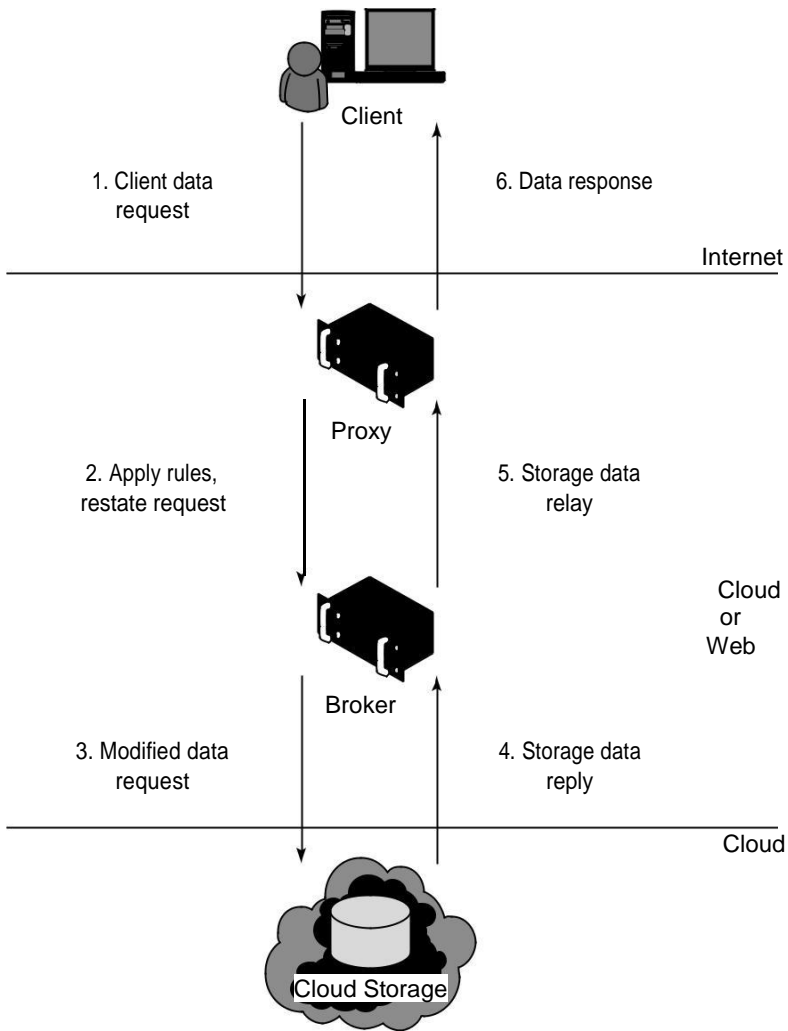 Client
1. Client data
request
6. Data response
Internet
Proxy
2. Apply rules,
restate request
5. Storage data
relay
Cloud
or
Web
Broker
3. Modified data
request
4. Storage data
reply
Cloud
Cloud Storage